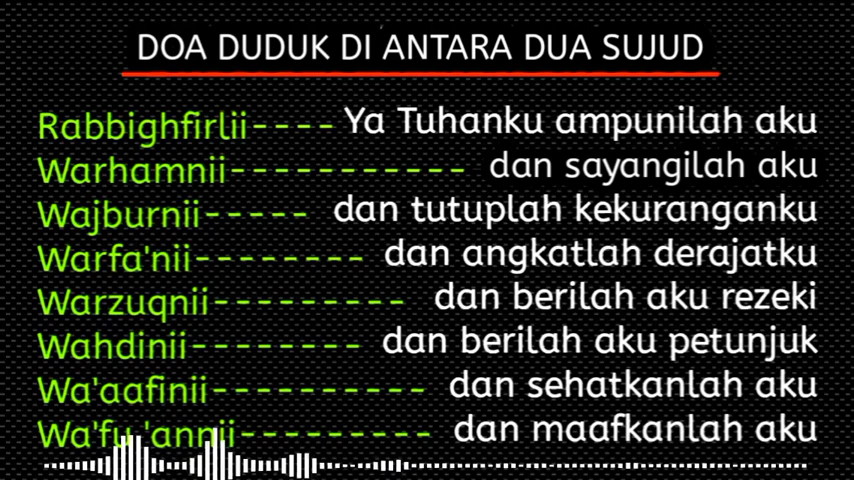 DOA DUDUK DI ANTARA DUA SUJUD
Rabbighfirlii---- Ya Tuhanku ampunilah aku
Warhamnii----------- dan sayangilah aku
Wajburnii----- dan tutuplah kekuranganku
Warfa'nii-------- dan angkatlah derajatku
Warzuqnii--------- dan berilah aku rezeki
Wahdinii-------- dan berilah aku petunjuk
Wa'aafinii---------- dan sehatkanlah aku
Wa'fu 'annii--------- dan maafkanlah aku